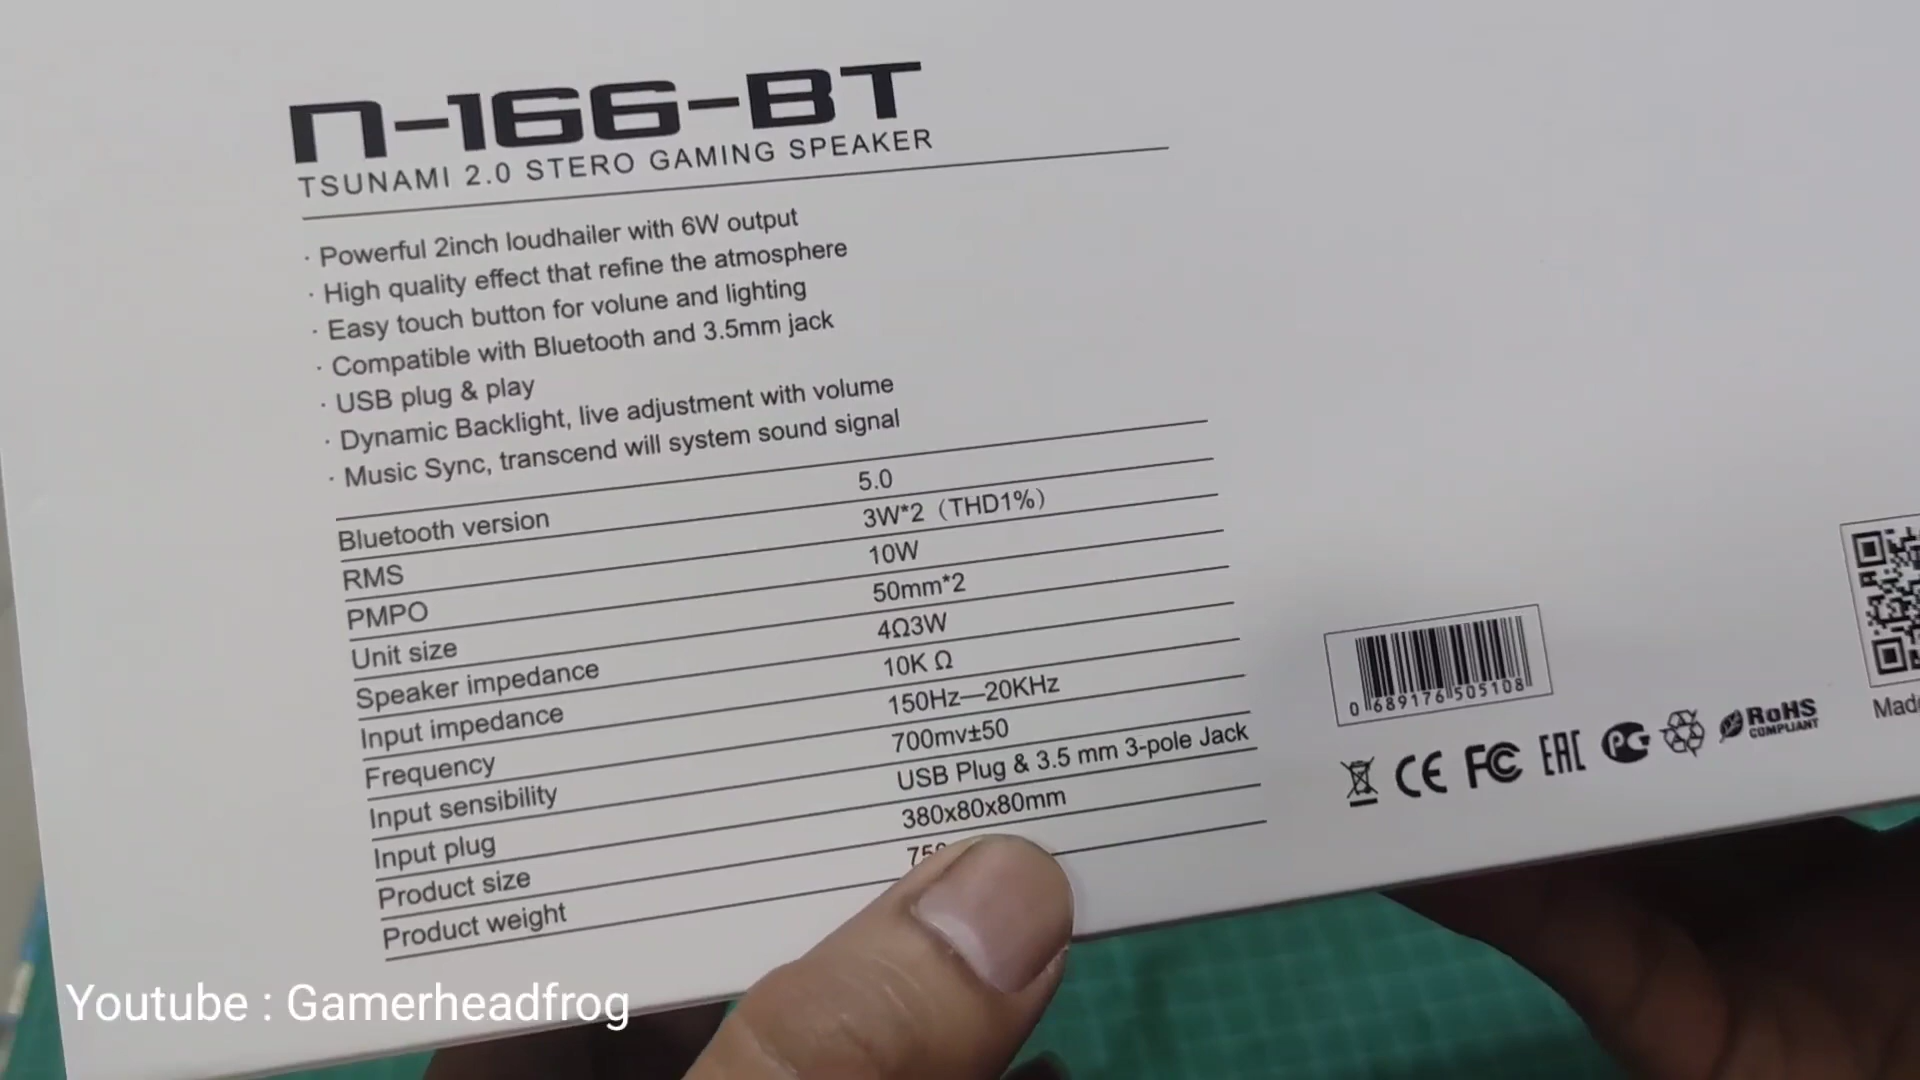 n-166-BT
TSUNAMI 2.0 STERO GAMING SPEAKER
· Powerful 2inch loudhailer with 6W output
· High quality effect that refine the atmosphere
· Easy touch button for volune and lighting
· Compatible with Bluetooth and 3.5mm jack
· USB plug & play
· Dynamic Backlight, live adjustment with volume
· Music Sync, transcend will system sound signal
Bluetooth version 5.0
RMS 3W*2（THD1%）
PMPO 10W
Unit size 50mm*2
Speaker impedance 4Ω3W
Input impedance 10K Ω
Frequency 150Hz—20KHz
Input sensibility 700mv±50
Input plug USB Plug & 3.5 mm 3-pole Jack
Product size 380x80x80mm
Product weight
0 689176 505108
CE FC EAC PG RoHS
COMPLIANT
Youtube : Gamerheadfrog